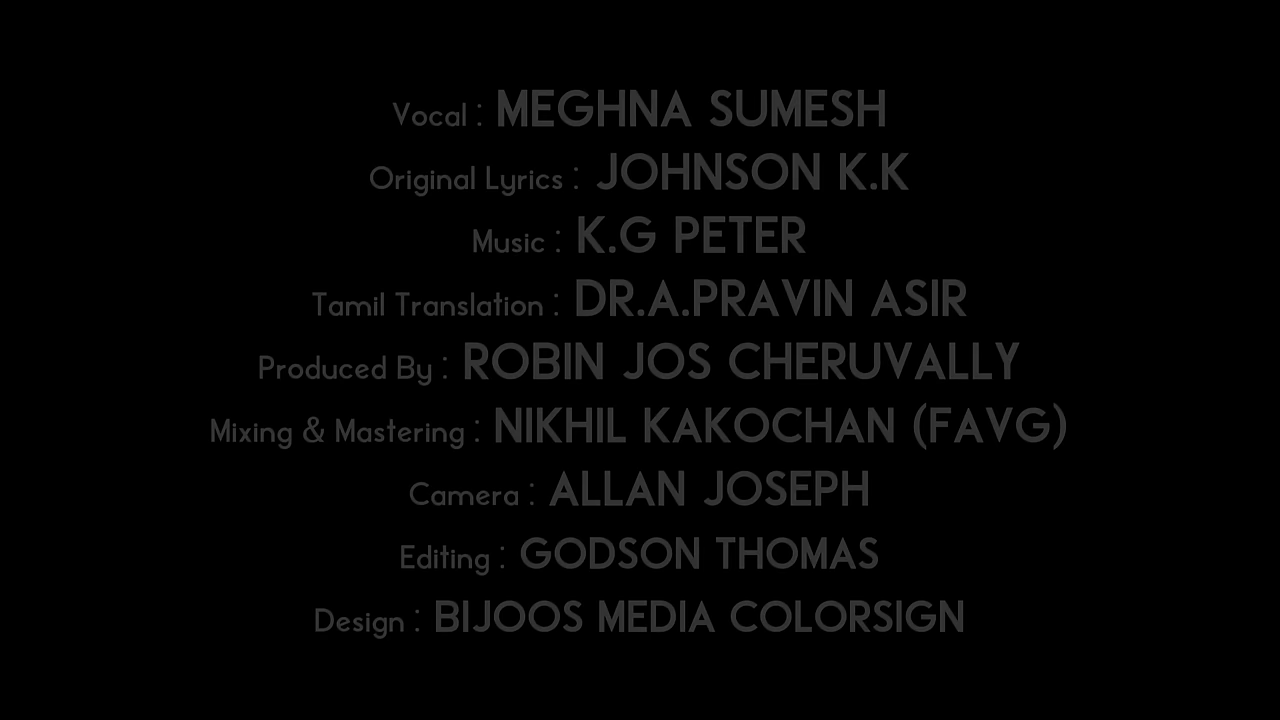 Vocal : MEGHNA SUMESH
Original Lyrics : JOHNSON K.K
Music : K.G PETER
Tamil Translation : DR.A.PRAVIN ASIR
Produced By : ROBIN JOS CHERUVALLY
Mixing & Mastering : NIKHIL KAKOCHAN (FAVG)
Camera : ALLAN JOSEPH
Editing : GODSON THOMAS
Design : BIJOOS MEDIA COLORSIGN